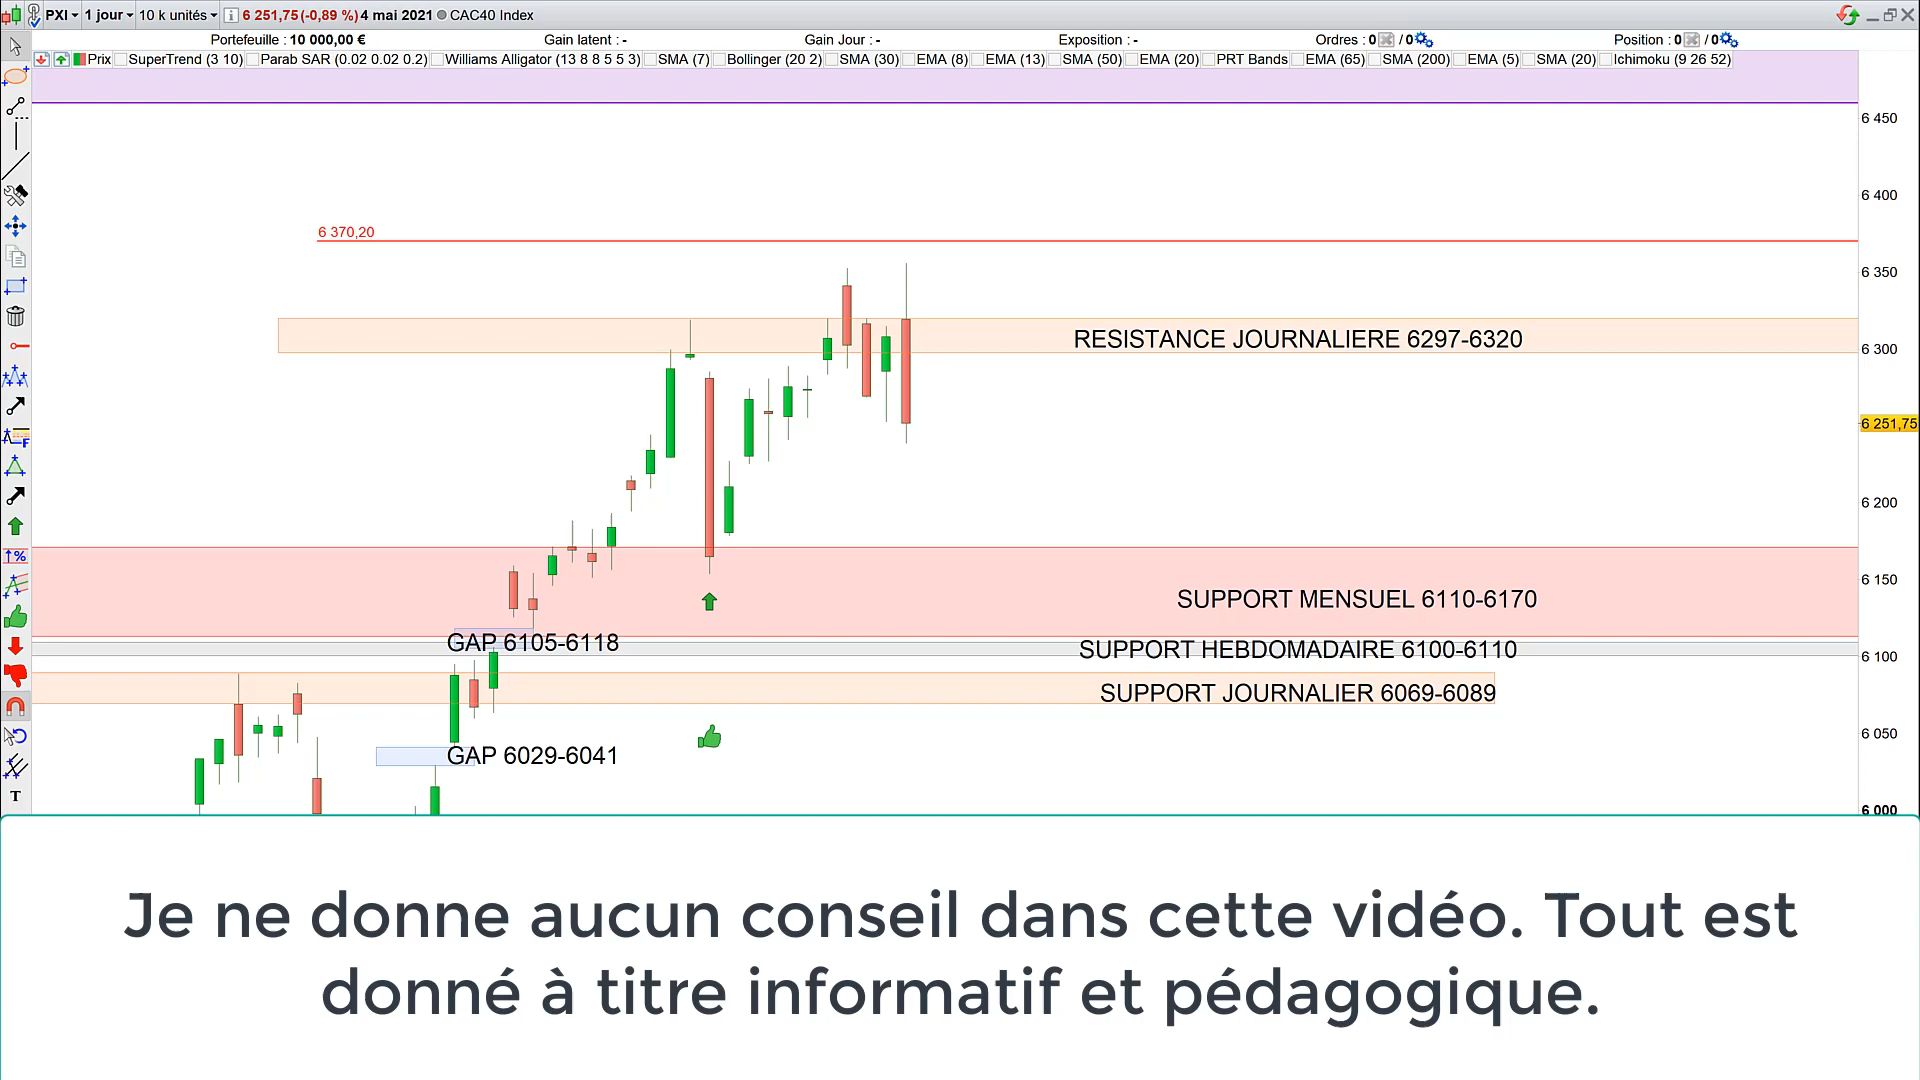 PXI 1 jour 10 k unités 6 251,75 (-0,89 %) 4 mai 2021 CAC40 Index
Portefeuille : 10 000,00 € Gain latent : - Gain Jour : - Exposition : - Ordres : 0 / 0 Position : 0 / 0
Prix SuperTrend (3 10) Parab SAR (0.02 0.02 0.2) Williams Alligator (13 8 8 5 5 3) SMA (7) Bollinger (20 2) SMA (30) EMA (8) EMA (13) SMA (50) EMA (20) PRT Bands EMA (65) SMA (200) EMA (5) SMA (20) Ichimoku (9 26 52)
6 450
6 400
6 370,20
6 350
RESISTANCE JOURNALIERE 6297-6320
6 300
6 251,75
6 200
6 150
SUPPORT MENSUEL 6110-6170
GAP 6105-6118
SUPPORT HEBDOMADAIRE 6100-6110
6 100
SUPPORT JOURNALIER 6069-6089
6 050
GAP 6029-6041
6 000
Je ne donne aucun conseil dans cette vidéo. Tout est
donné à titre informatif et pédagogique.